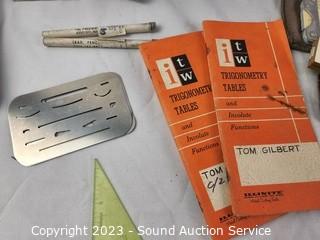 itw
TRIGONOMETRY
TABLES
and
Involute
Functions
TOM
itw
TRIGONOMETRY
TABLES
and
Involute
Functions
TOM GILBERT
ILLINITE
Copyright 2023 - Sound Auction Service